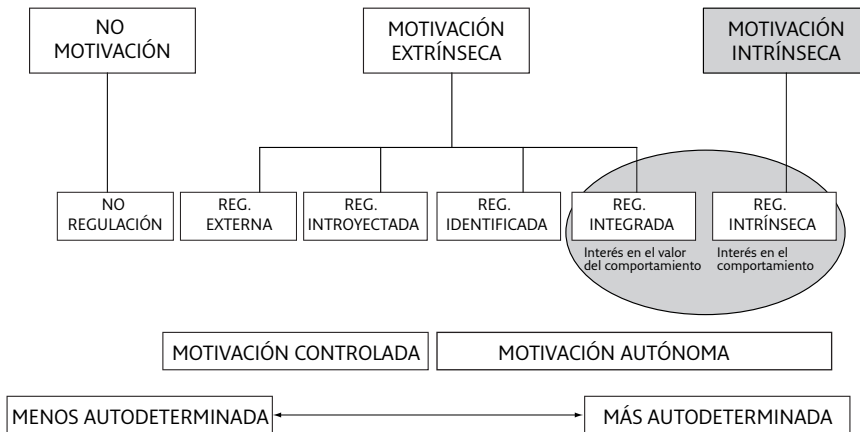 NO
MOTIVACIÓN
MOTIVACIÓN
EXTRÍNSECA
MOTIVACIÓN
INTRÍNSECA
NO
REGULACIÓN
REG.
EXTERNA
REG.
INTROYECTADA
REG.
IDENTIFICADA
REG.
INTEGRADA
REG.
INTRÍNSECA
Interés en el valor
del comportamiento
Interés en el
comportamiento
MOTIVACIÓN CONTROLADA
MOTIVACIÓN AUTÓNOMA
MENOS AUTODETERMINADA
MÁS AUTODETERMINADA